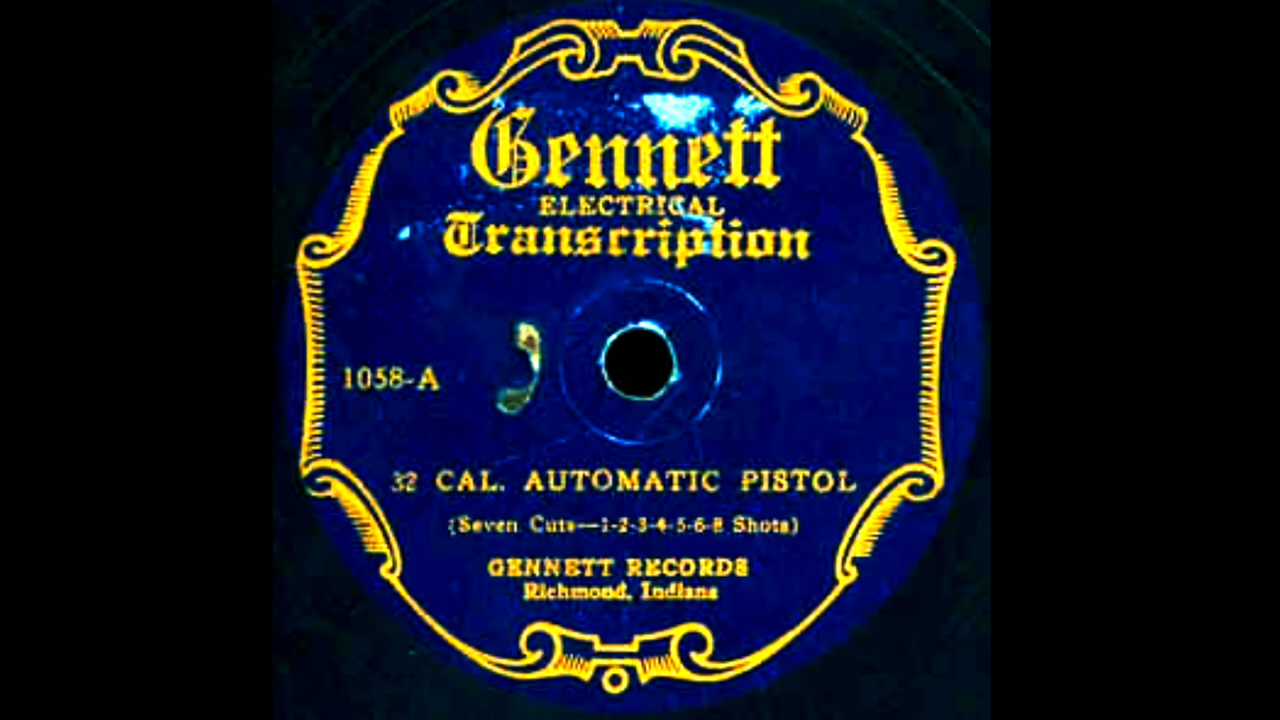 Gennett
ELECTRICAL
Transcription
1058-A
32 CAL. AUTOMATIC PISTOL
(Seven Cuts—1-2-3-4-5-6-8 Shots)
GENNETT RECORDS
Richmond, Indiana